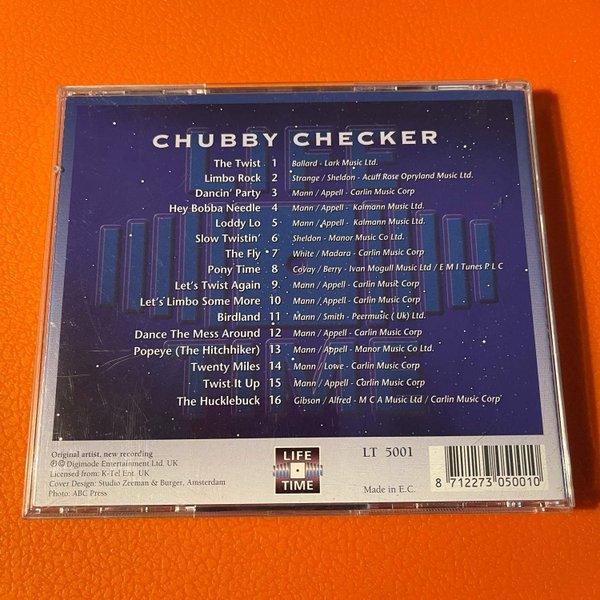 CHUBBY CHECKER
The Twist 1 Ballard - Lark Music Ltd.
Limbo Rock 2 Strange / Sheldon - Acuff Rose Opryland Music Ltd.
Dancin' Party 3 Mann / Appell - Carlin Music Corp
Hey Bobba Needle 4 Mann / Appell - Kalmann Music Ltd.
Loddy Lo 5 Mann / Appell - Kalmann Music Ltd.
Slow Twistin' 6 Sheldon - Manor Music Co Ltd.
The Fly 7 White / Madara - Carlin Music Corp
Pony Time 8 Covay / Berry - Ivan Mogull Music Ltd / E M I Tunes P L C
Let's Twist Again 9 Mann / Appell - Carlin Music Corp
Let's Limbo Some More 10 Mann / Appell - Carlin Music Corp
Birdland 11 Mann / Smith - Peermusic ( Uk) Ltd.
Dance The Mess Around 12 Mann / Appell - Carlin Music Corp
Popeye (The Hitchhiker) 13 Mann / Appell - Manor Music Co Ltd.
Twenty Miles 14 Mann / Lowe - Carlin Music Corp
Twist It Up 15 Mann / Appell - Carlin Music Corp
The Hucklebuck 16 Gibson / Alfred - M C A Music Ltd / Carlin Music Corp
Original artist, new recording
℗© Digimode Entertainment Ltd. UK
Licensed from: K-Tel Ent. UK
Cover Design: Studio Zeeman & Burger, Amsterdam
Photo: ABC Press
LIFE
TIME
LT 5001
Made in E.C.
8 712273 050010